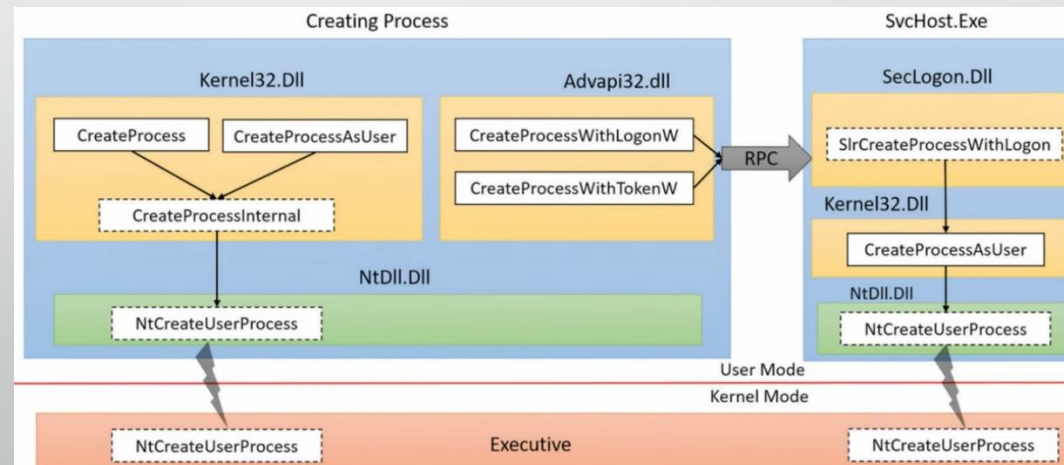 Creating Process
SvcHost.Exe
Kernel32.Dll
Advapi32.dll
SecLogon.Dll
CreateProcess
CreateProcessAsUser
CreateProcessWithLogonW
SlrCreateProcessWithLogon
RPC
CreateProcessWithTokenW
CreateProcessInternal
Kernel32.Dll
CreateProcessAsUser
NtDll.Dll
NtDll.Dll
NtCreateUserProcess
NtCreateUserProcess
User Mode
Kernel Mode
NtCreateUserProcess
Executive
NtCreateUserProcess